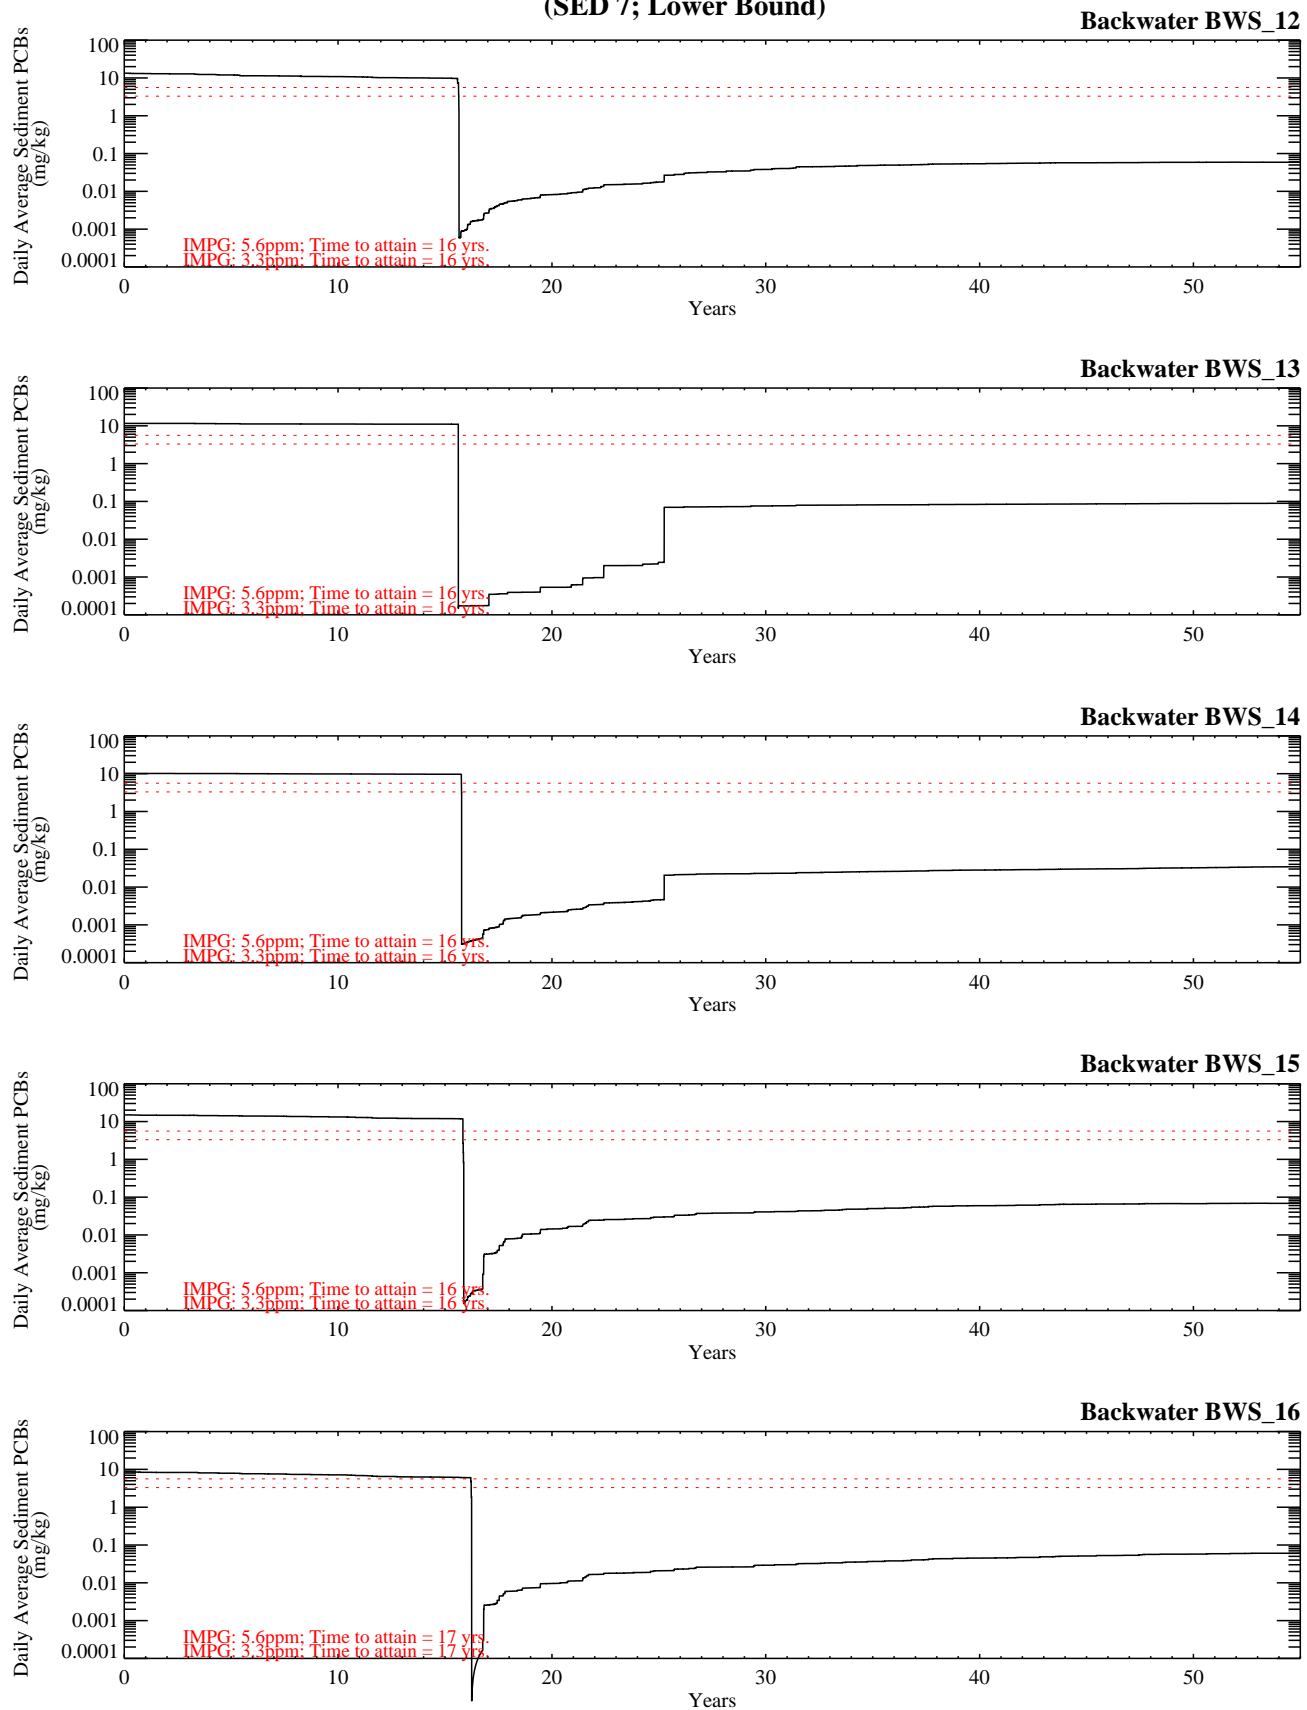 (SED 7; Lower Bound)
Backwater BWS_12
Daily Average Sediment PCBs
(mg/kg)
100
10
1
0.1
0.01
0.001
0.0001
IMPG: 5.6ppm; Time to attain = 16 yrs.
IMPG: 3.3ppm; Time to attain = 16 yrs.
0 10 20 30 40 50
Years
Backwater BWS_13
Daily Average Sediment PCBs
(mg/kg)
100
10
1
0.1
0.01
0.001
0.0001
IMPG: 5.6ppm; Time to attain = 16 yrs.
IMPG: 3.3ppm; Time to attain = 16 yrs.
0 10 20 30 40 50
Years
Backwater BWS_14
Daily Average Sediment PCBs
(mg/kg)
100
10
1
0.1
0.01
0.001
0.0001
IMPG: 5.6ppm; Time to attain = 16 yrs.
IMPG: 3.3ppm; Time to attain = 16 yrs.
0 10 20 30 40 50
Years
Backwater BWS_15
Daily Average Sediment PCBs
(mg/kg)
100
10
1
0.1
0.01
0.001
0.0001
IMPG: 5.6ppm; Time to attain = 16 yrs.
IMPG: 3.3ppm; Time to attain = 16 yrs.
0 10 20 30 40 50
Years
Backwater BWS_16
Daily Average Sediment PCBs
(mg/kg)
100
10
1
0.1
0.01
0.001
0.0001
IMPG: 5.6ppm; Time to attain = 17 yrs.
IMPG: 3.3ppm; Time to attain = 17 yrs.
0 10 20 30 40 50
Years